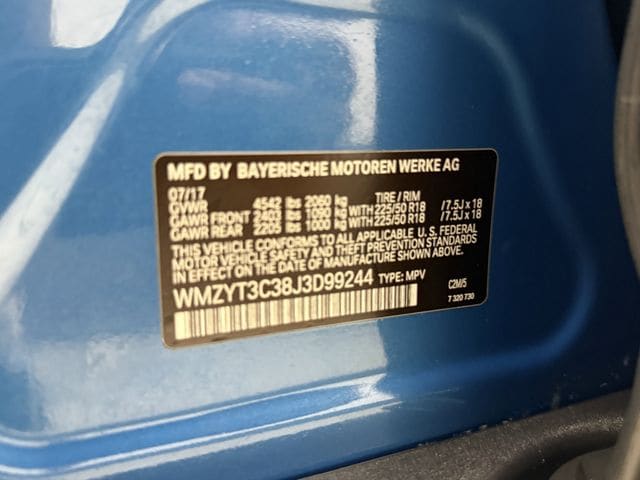 MFD BY BAYERISCHE MOTOREN WERKE AG
07/17 TIRE / RIM
GVWR 4542 lbs 2060 kg
GAWR FRONT 2403 lbs 1090 kg WITH 225/50 R18 / 7.5J x 18
GAWR REAR 2205 lbs 1000 kg WITH 225/50 R18 / 7.5J x 18
THIS VEHICLE CONFORMS TO ALL APPLICABLE U. S. FEDERAL
MOTOR VEHICLE SAFETY AND THEFT PREVENTION STANDARDS
IN EFFECT ON THE DATE OF MANUFACTURE SHOWN ABOVE.
WMZYT3C38J3D99244 TYPE: MPV
C2M/5
7 320 730